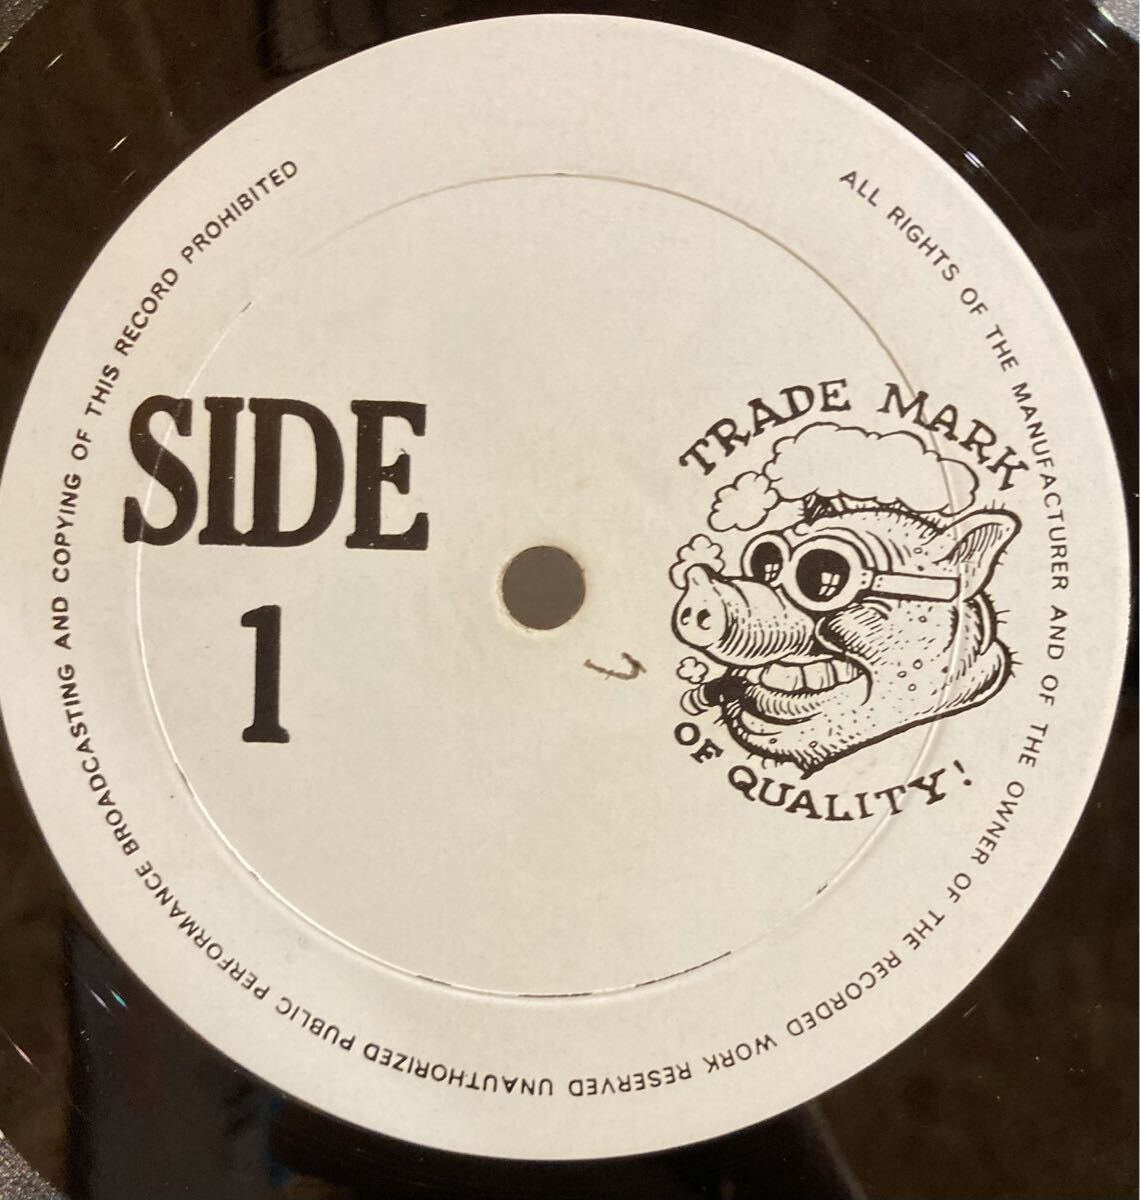 ALL RIGHTS OF THE MANUFACTURER AND OF THE OWNER OF THE RECORDED WORK RESERVED UNAUTHORIZED PUBLIC PERFORMANCE BROADCASTING AND COPYING OF THIS RECORD PROHIBITED
SIDE
1
TRADE MARK
OF QUALITY!